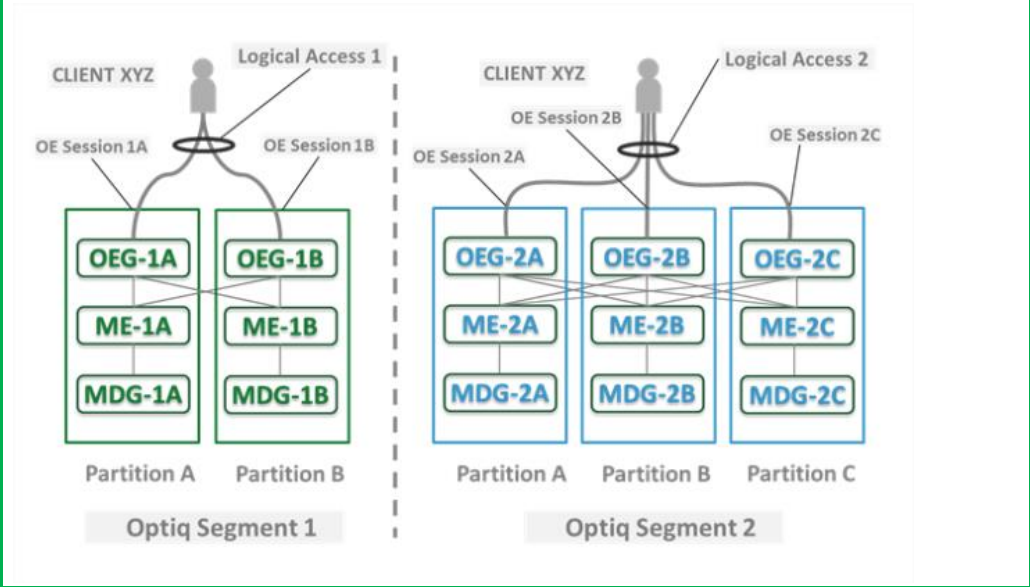 Logical Access 1
CLIENT XYZ
OE Session 1A
OE Session 1B
OEG-1A
OEG-1B
ME-1A
ME-1B
MDG-1A
MDG-1B
Partition A
Partition B
Optiq Segment 1
Logical Access 2
CLIENT XYZ
OE Session 2B
OE Session 2C
OE Session 2A
OEG-2A
OEG-2B
OEG-2C
ME-2A
ME-2B
ME-2C
MDG-2A
MDG-2B
MDG-2C
Partition A
Partition B
Partition C
Optiq Segment 2